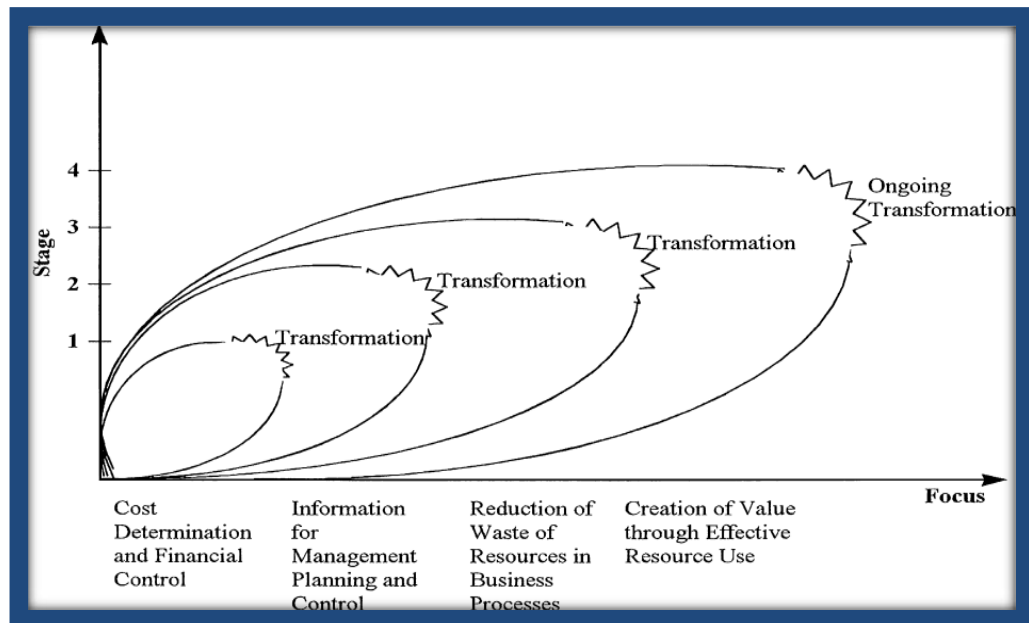 4
Ongoing
Transformation
3
Transformation
Stage
2
Transformation
1
Transformation
Focus
Cost
Determination
and Financial
Control
Information
for
Management
Planning and
Control
Reduction of
Waste of
Resources in
Business
Processes
Creation of Value
through Effective
Resource Use